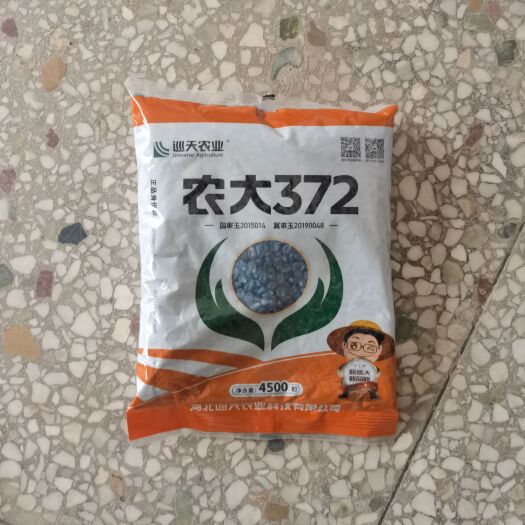 巡天农业
Universe Agriculture
农大372
国审玉2015014 冀审玉20190048
净含量: 4500粒
河北巡天农业科技有限公司